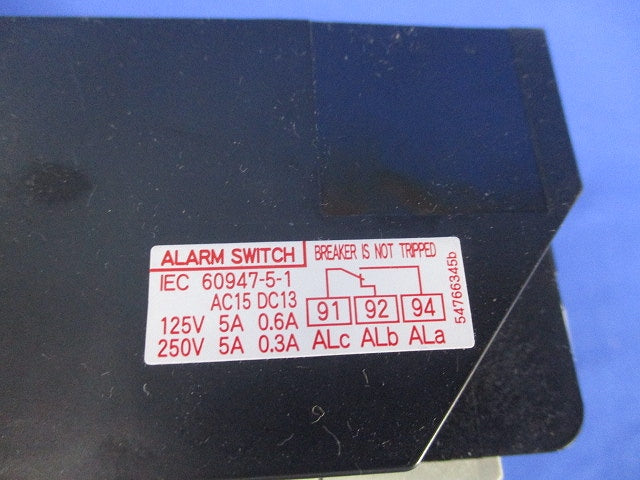 ALARM SWITCH
BREAKER IS NOT TRIPPED
IEC 60947-5-1
AC15 DC13
125V 5A 0.6A
250V 5A 0.3A
91 92 94
ALc ALb ALa
54766345b